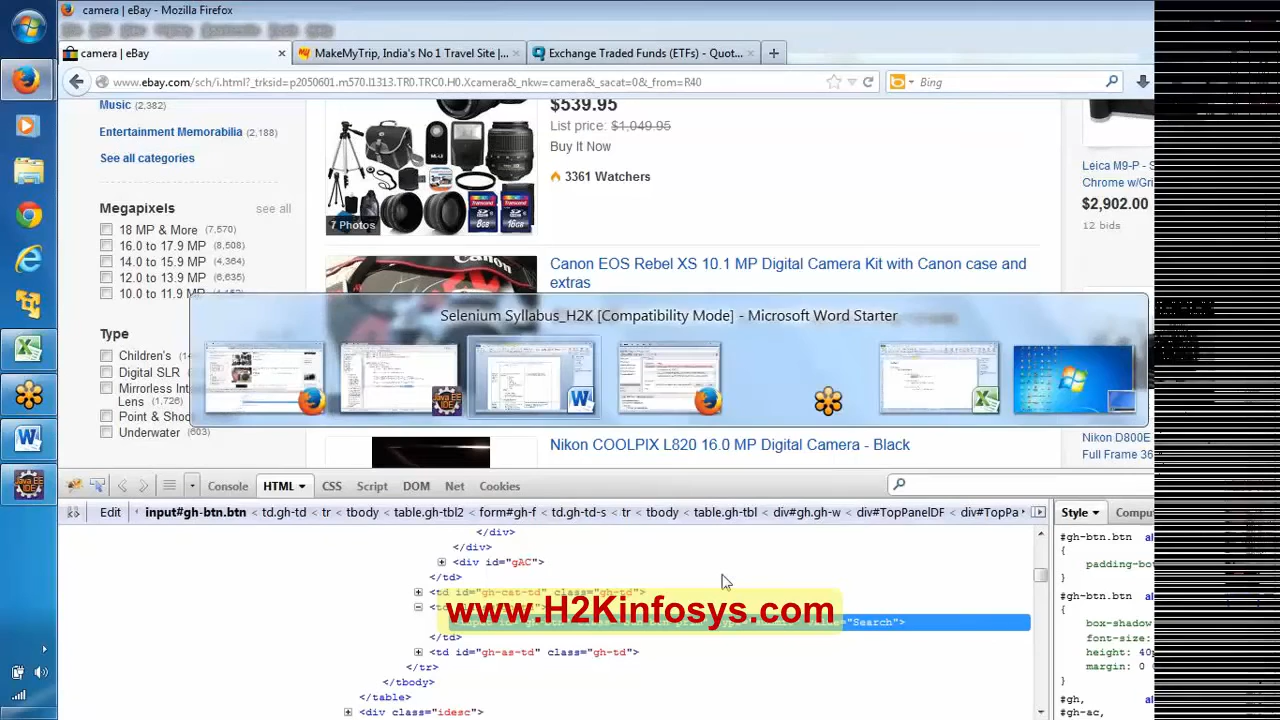 camera | eBay - Mozilla Firefox
camera | eBay
MakeMyTrip, India's No 1 Travel Site |...
Exchange Traded Funds (ETFs) - Quot...
www.ebay.com/sch/i.html?_trksid=p2050601.m570.l1313.TR0.TRC0.H0.Xcamera&_nkw=camera&_sacat=0&_from=R40
Bing
Music (2,382)
Entertainment Memorabilia (2,188)
See all categories
Megapixels see all
18 MP & More (7,570)
16.0 to 17.9 MP (8,508)
14.0 to 15.9 MP (4,364)
12.0 to 13.9 MP (6,635)
10.0 to 11.9 MP
Type
Children's
Digital SLR
Mirrorless Int
Lens (1,726)
Point & Shoo
Underwater (603)
7 Photos
$539.95
List price: $1,049.95
Buy It Now
3361 Watchers
Canon EOS Rebel XS 10 1 MP Digital Camera Kit with Canon case and
extras
Leica M9-P - S
Chrome w/Gri
$2,902.00
12 bids
Selenium_Syllabus_H2K [Compatibility Mode] - Microsoft Word Starter
Nikon COOLPIX L820 16 0 MP Digital Camera - Black
Nikon D800E
Full Frame 36
Console HTML CSS Script DOM Net Cookies
Edit input#gh-btn.btn < td.gh-td < tr < tbody < table.gh-tbl2 < form#gh-f < td.gh-td-s < tr < tbody < table.gh-tbl < div#gh.gh-w < div#TopPanelDF < div#TopPa
Style Compu
</div>
</div>
<div id="gAC">
</td>
<td id="gh-cat-td" class="gh-td">
www.H2Kinfosys.com
="Search">
</td>
<td id="gh-as-td" class="gh-td">
</tr>
</tbody>
</table>
<div class="idesc">
#gh-btn.btn
{
padding-bo
}
#gh-btn.btn
{
box-shadow
font-size:
height: 40
margin: 0
}
#gh,
#gh-ac,